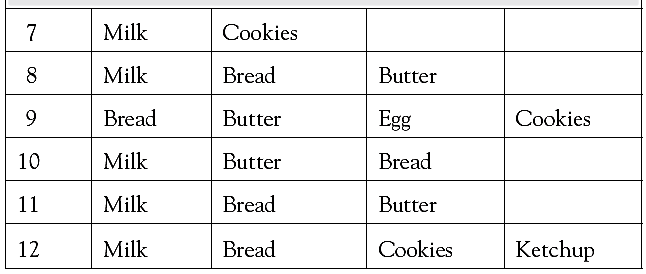 7 Milk Cookies
8 Milk Bread Butter
9 Bread Butter Egg Cookies
10 Milk Butter Bread
11 Milk Bread Butter
12 Milk Bread Cookies Ketchup